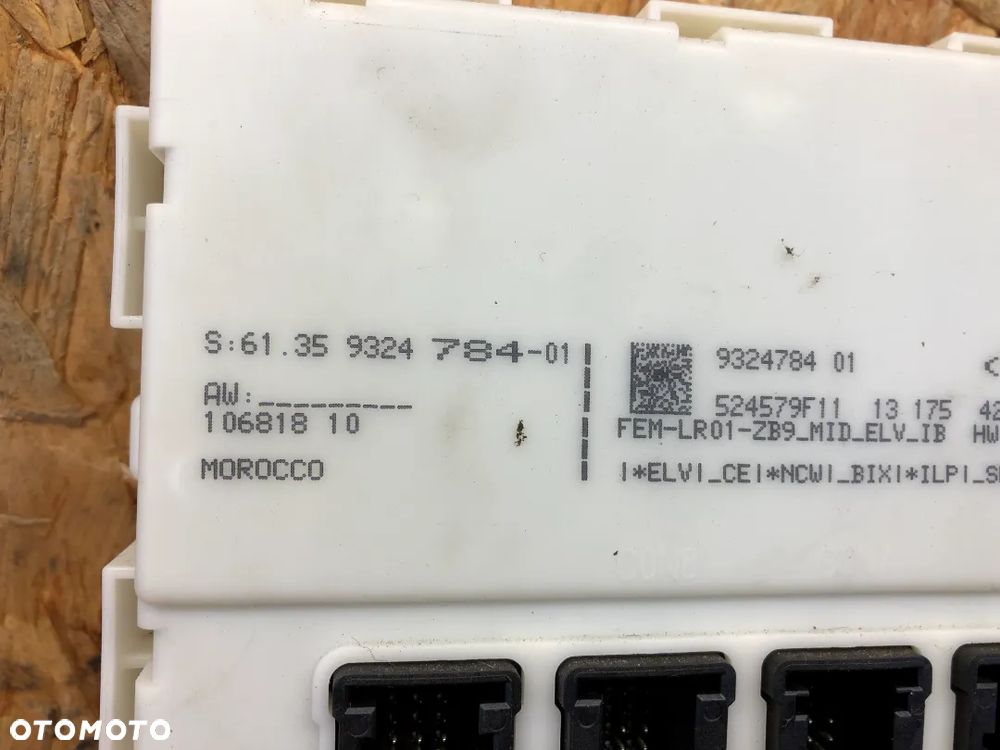 S:61.35 9324 784-01
AW:_________
106818 10
MOROCCO
9324784 01
524579F11 13 175 42
FEM-LR01-ZB9_MID_ELV_IB HW
|*ELV|_CE|*NCW|_BIX|*ILP|_S
OTOMOTO